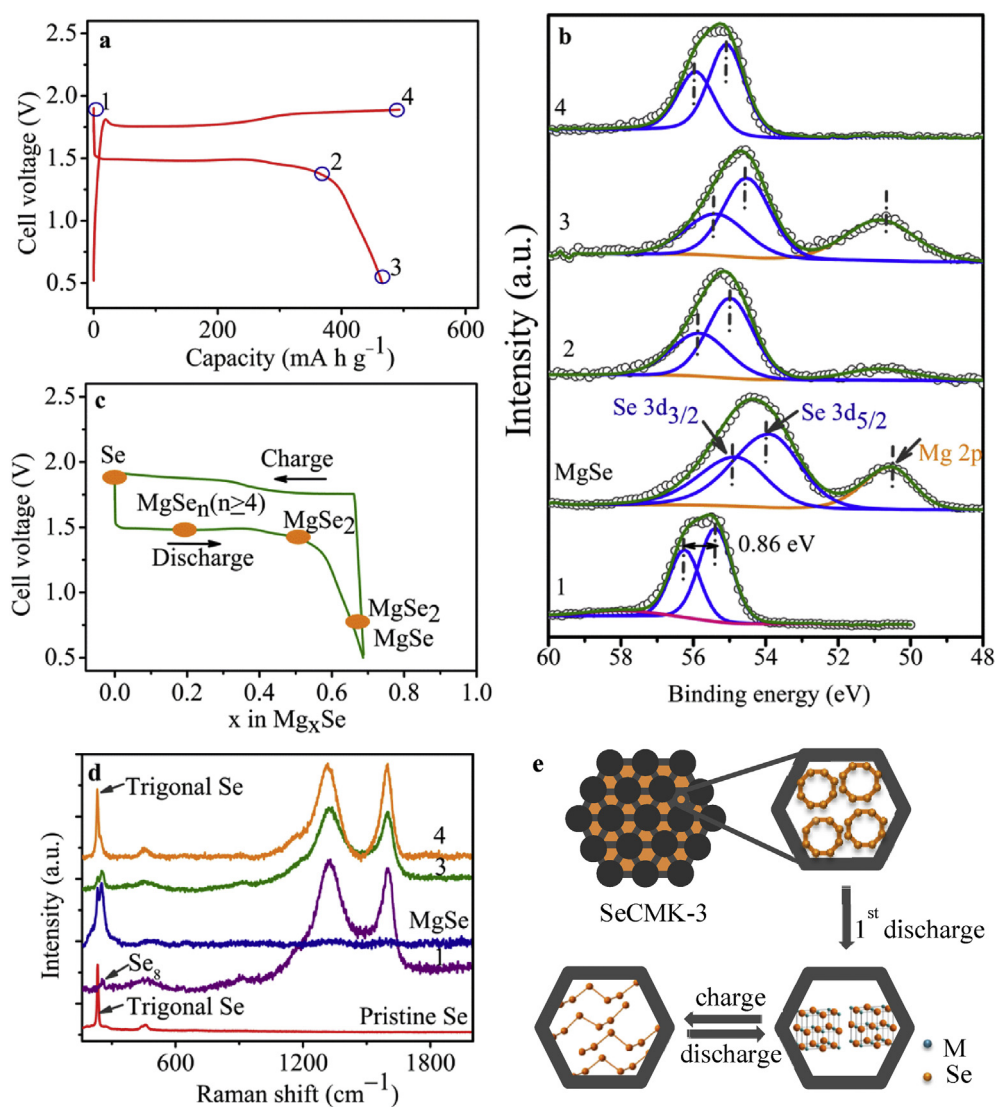 a
2.5
2.0
1.5
1.0
0.5
Cell voltage (V)
1
2
3
4
0 200 400 600
Capacity (mA h g⁻¹)
b
4
3
2
MgSe
1
Se 3d3/2
Se 3d5/2
Mg 2p
0.86 eV
Intensity (a.u.)
60 58 56 54 52 50 48
Binding energy (eV)
c
2.5
2.0
1.5
1.0
0.5
Cell voltage (V)
Se
Charge
MgSen(n≥4)
MgSe2
Discharge
MgSe2
MgSe
0.0 0.2 0.4 0.6 0.8 1.0
x in MgxSe
d
Trigonal Se
4
3
MgSe
1
Se8
Trigonal Se
Pristine Se
Intensity (a.u.)
600 1200 1800
Raman shift (cm⁻¹)
e
SeCMK-3
1st discharge
charge
discharge
M
Se